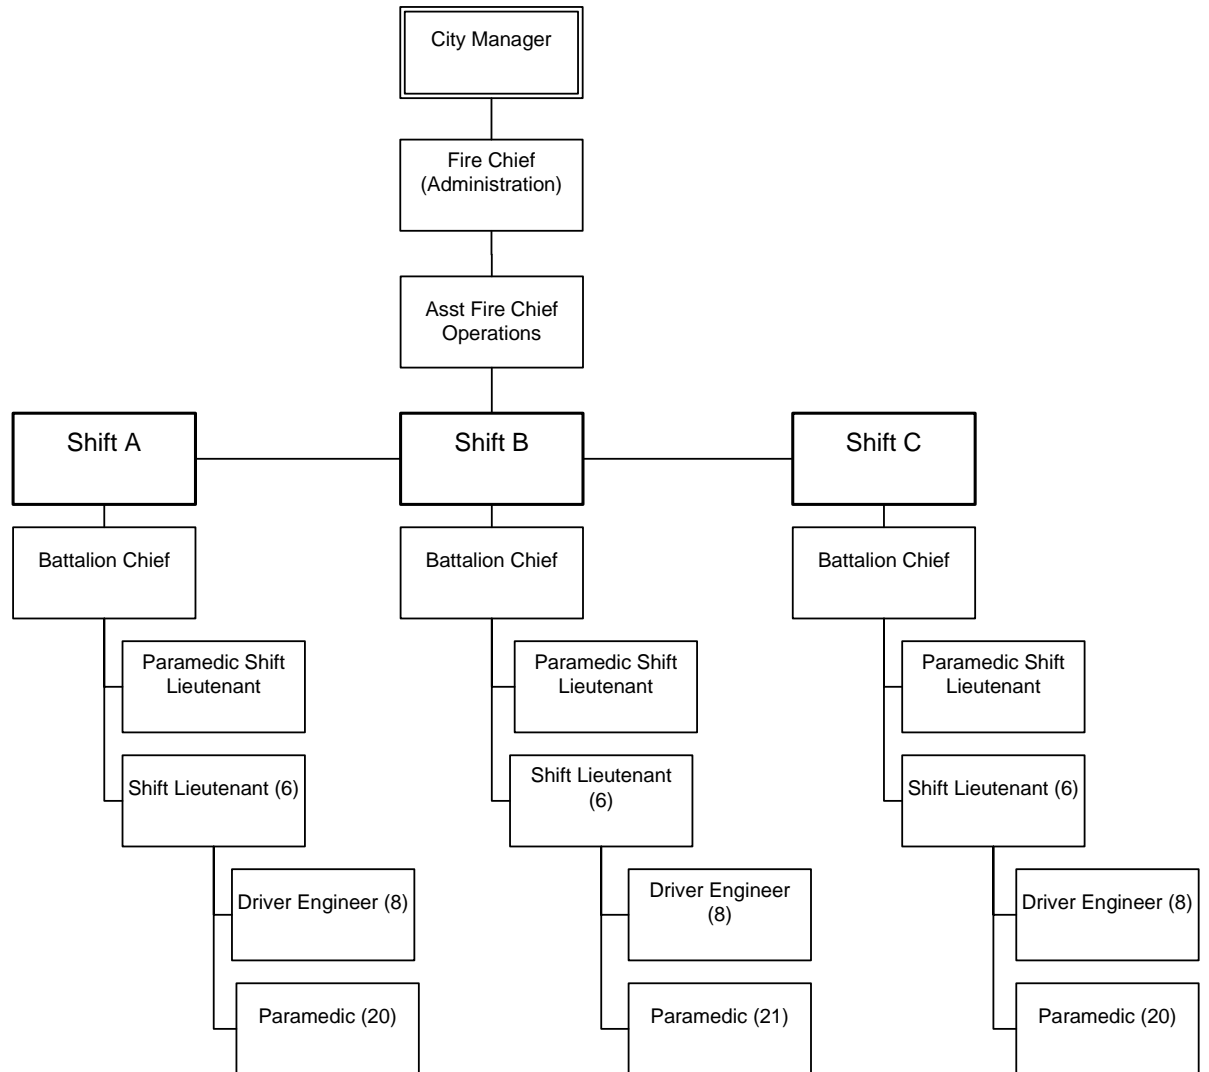 City Manager
Fire Chief
(Administration)
Asst Fire Chief
Operations
Shift A
Shift B
Shift C
Battalion Chief
Battalion Chief
Battalion Chief
Paramedic Shift
Lieutenant
Paramedic Shift
Lieutenant
Paramedic Shift
Lieutenant
Shift Lieutenant (6)
Shift Lieutenant
(6)
Shift Lieutenant (6)
Driver Engineer (8)
Driver Engineer
(8)
Driver Engineer (8)
Paramedic (20)
Paramedic (21)
Paramedic (20)